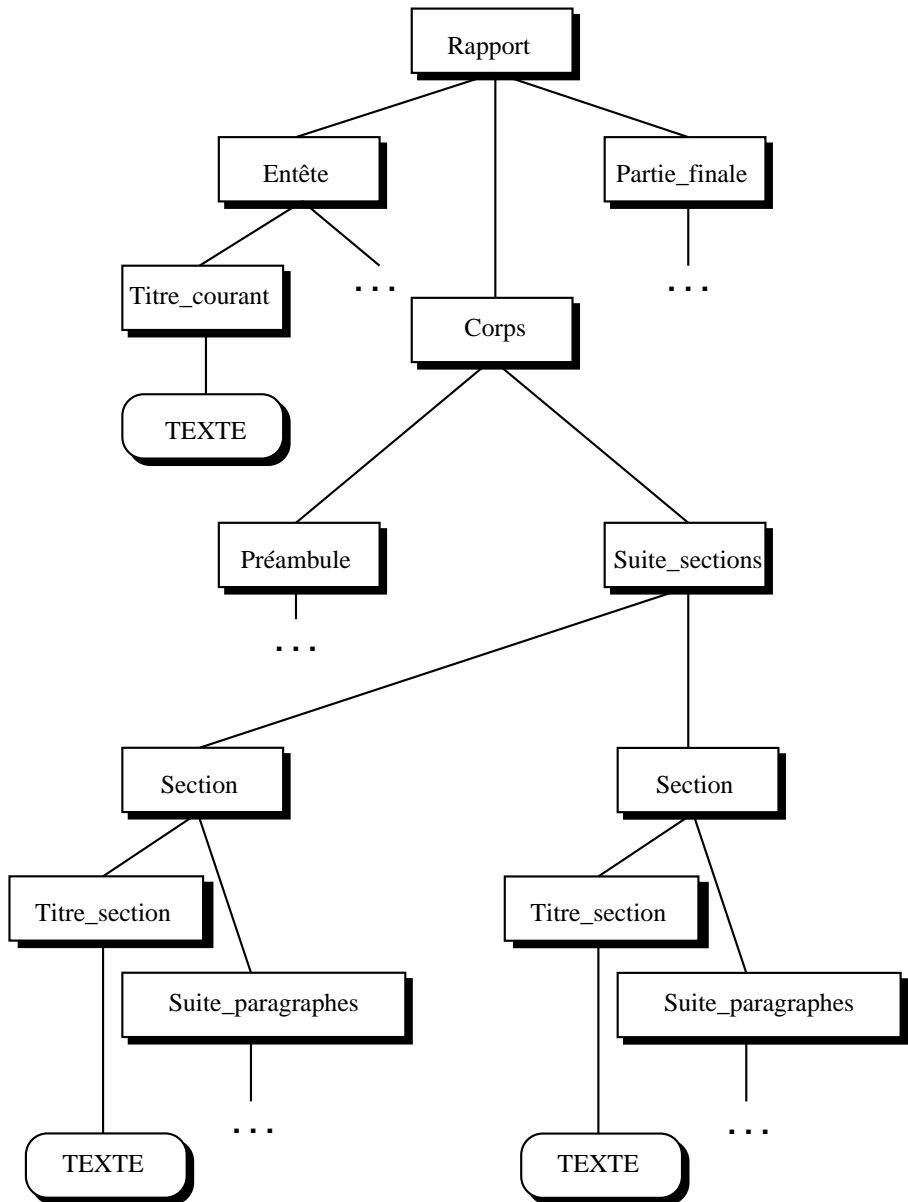 Rapport
Entête
Partie_finale
Titre_courant
. . .
. . .
Corps
TEXTE
Préambule
Suite_sections
. . .
Section
Section
Titre_section
Titre_section
Suite_paragraphes
Suite_paragraphes
. . .
. . .
TEXTE
TEXTE